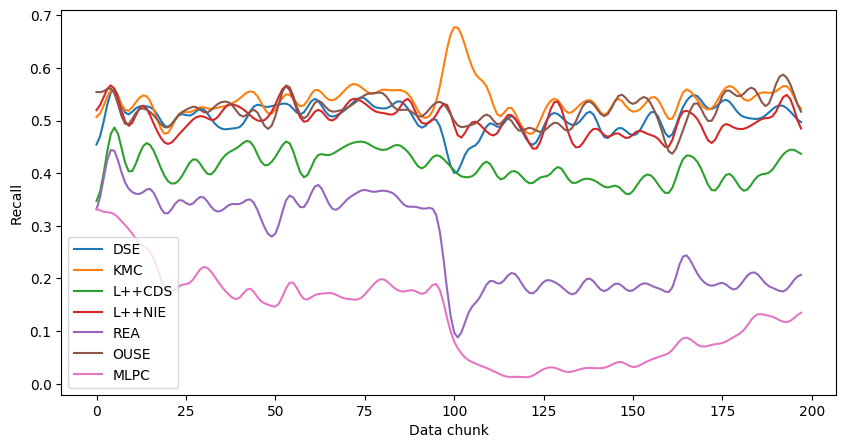 0.7
0.6
0.5
0.4
0.3
0.2
0.1
0.0
Recall
DSE
KMC
L++CDS
L++NIE
REA
OUSE
MLPC
0 25 50 75 100 125 150 175 200
Data chunk